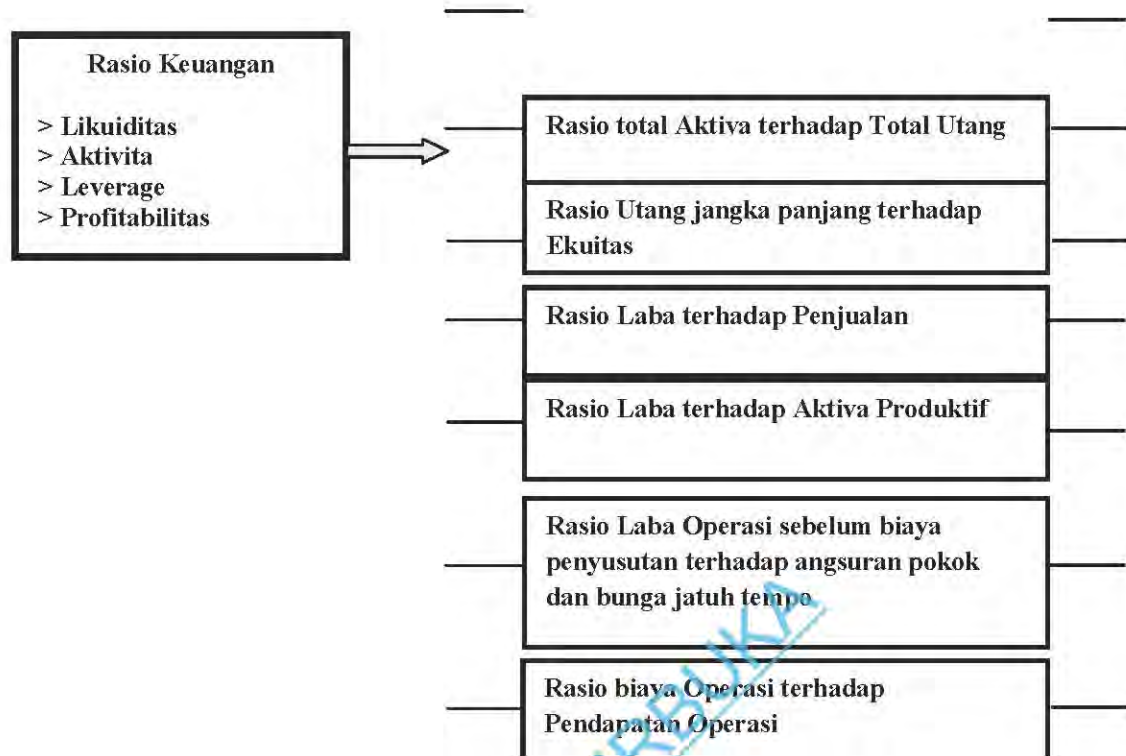 Rasio Keuangan
> Likuiditas
> Aktivita
> Leverage
> Profitabilitas
Rasio total Aktiva terhadap Total Utang
Rasio Utang jangka panjang terhadap
Ekuitas
Rasio Laba terhadap Penjualan
Rasio Laba terhadap Aktiva Produktif
Rasio Laba Operasi sebelum biaya
penyusutan terhadap angsuran pokok
dan bunga jatuh tempo
Rasio biaya Operasi terhadap
Pendapatan Operasi
RBUKA